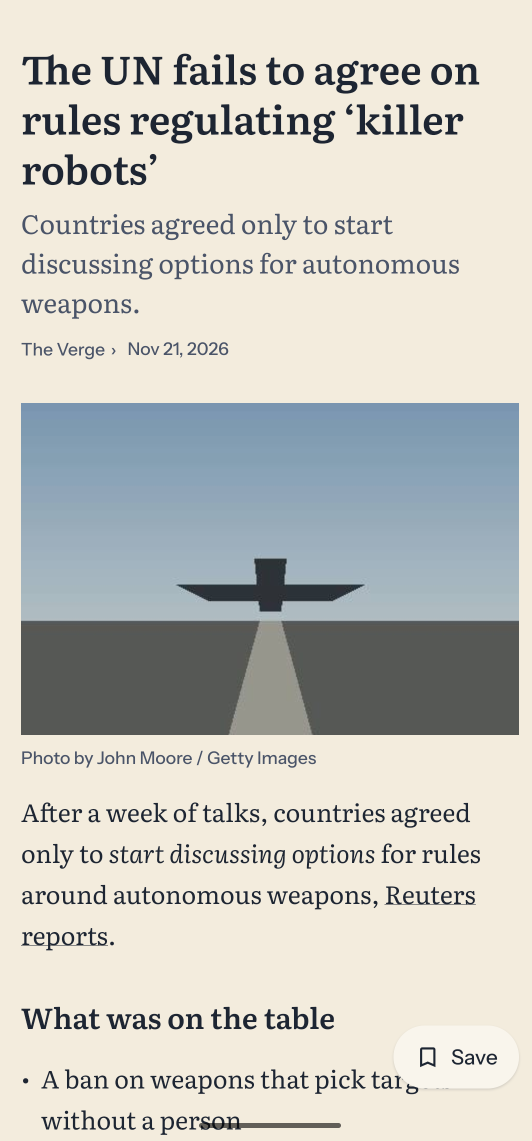 The UN fails to agree on
rules regulating ‘killer
robots’
Countries agreed only to start
discussing options for autonomous
weapons.
The Verge › Nov 21, 2026
Photo by John Moore / Getty Images
After a week of talks, countries agreed
only to start discussing options for rules
around autonomous weapons, Reuters
reports.
What was on the table
• A ban on weapons that pick
without a person
Save